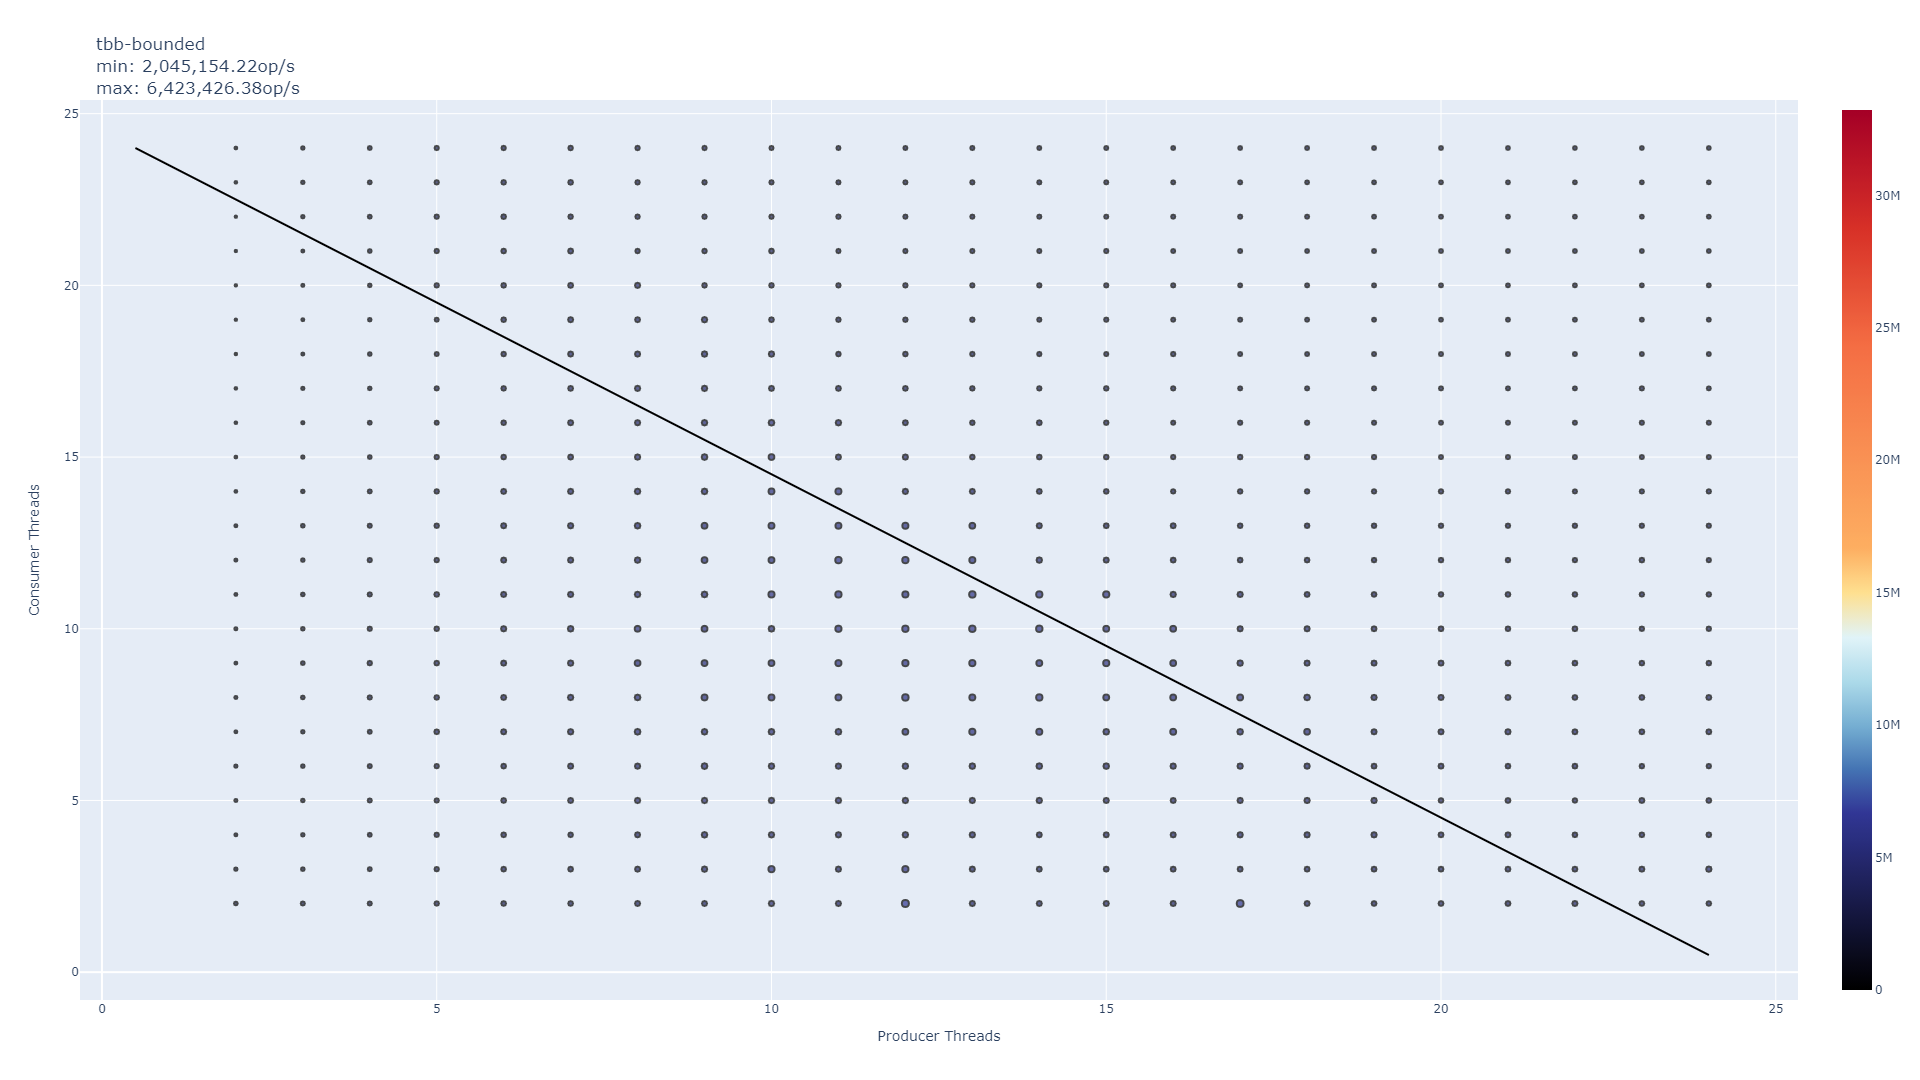 tbb-bounded
min: 2,045,154.22op/s
max: 6,423,426.38op/s
25
20
15
10
5
0
Consumer Threads
0
5
10
15
20
25
Producer Threads
30M
25M
20M
15M
10M
5M
0